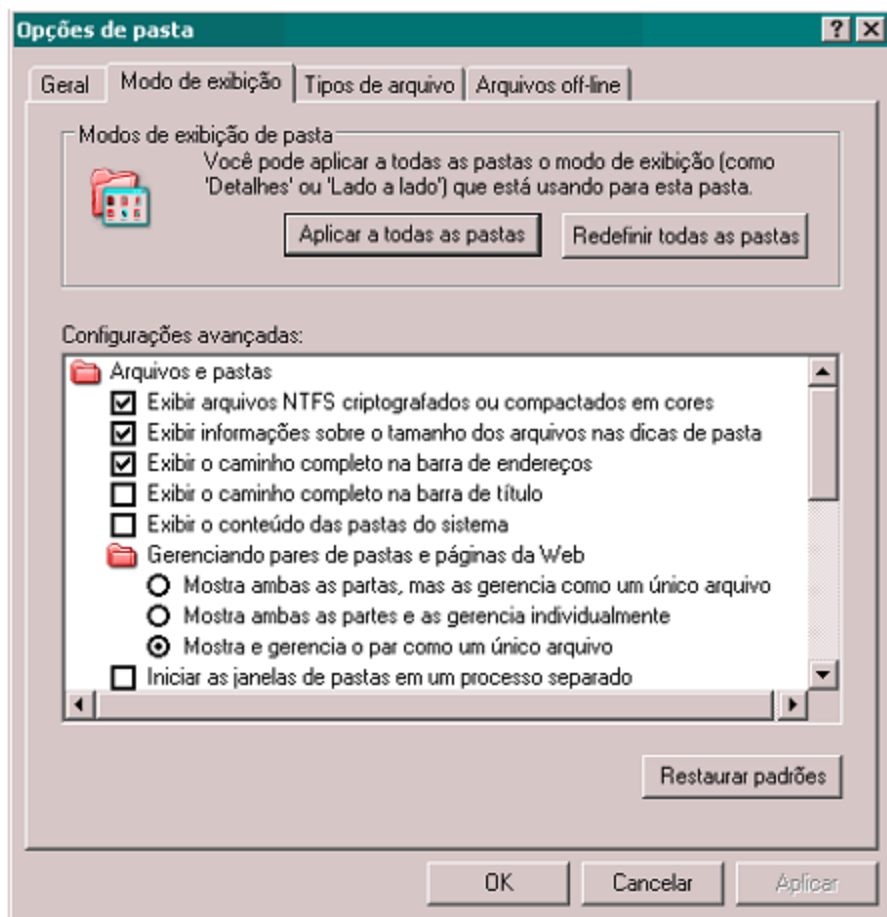 Opções de pasta
Geral
Modo de exibição
Tipos de arquivo
Arquivos off-line
Modos de exibição de pasta
Você pode aplicar a todas as pastas o modo de exibição (como
'Detalhes' ou 'Lado a lado') que está usando para esta pasta.
Aplicar a todas as pastas
Redefinir todas as pastas
Configurações avançadas:
Arquivos e pastas
Exibir arquivos NTFS criptografados ou compactados em cores
Exibir informações sobre o tamanho dos arquivos nas dicas de pasta
Exibir o caminho completo na barra de endereços
Exibir o caminho completo na barra de título
Exibir o conteúdo das pastas do sistema
Gerenciando pares de pastas e páginas da Web
Mostra ambas as partas, mas as gerencia como um único arquivo
Mostra ambas as partes e as gerencia individualmente
Mostra e gerencia o par como um único arquivo
Iniciar as janelas de pastas em um processo separado
Restaurar padrões
OK
Cancelar
Aplicar